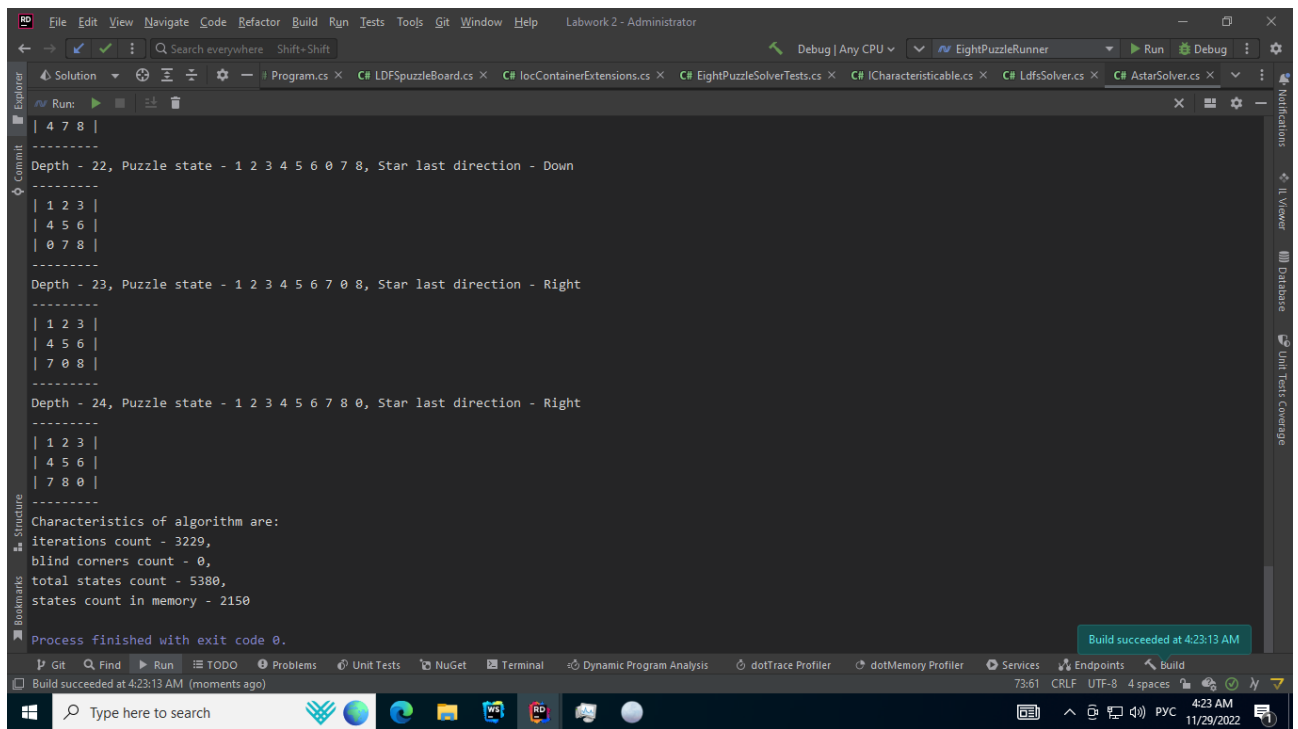 RD File Edit View Navigate Code Refactor Build Run Tests Tools Git Window Help Labwork 2 - Administrator
Search everywhere Shift+Shift Debug | Any CPU EightPuzzleRunner Run Debug
Solution Program.cs C# LDFSpuzzleBoard.cs C# IocContainerExtensions.cs C# EightPuzzleSolverTests.cs C# ICharacteristicable.cs C# LdfsSolver.cs C# AstarSolver.cs
Run:
Explorer
Commit
Structure
Bookmarks
Notifications
IL Viewer
Database
Unit Tests Coverage
| 4 7 8 |
---------
Depth - 22, Puzzle state - 1 2 3 4 5 6 0 7 8, Star last direction - Down
---------
| 1 2 3 |
| 4 5 6 |
| 0 7 8 |
---------
Depth - 23, Puzzle state - 1 2 3 4 5 6 7 0 8, Star last direction - Right
---------
| 1 2 3 |
| 4 5 6 |
| 7 0 8 |
---------
Depth - 24, Puzzle state - 1 2 3 4 5 6 7 8 0, Star last direction - Right
---------
| 1 2 3 |
| 4 5 6 |
| 7 8 0 |
---------
Characteristics of algorithm are:
iterations count - 3229,
blind corners count - 0,
total states count - 5380,
states count in memory - 2150
Process finished with exit code 0.
Build succeeded at 4:23:13 AM
Git Find Run TODO Problems Unit Tests NuGet Terminal Dynamic Program Analysis dotTrace Profiler dotMemory Profiler Services Endpoints Build
Build succeeded at 4:23:13 AM (moments ago) 73:61 CRLF UTF-8 4 spaces
Type here to search WS RD РУС 4:23 AM
11/29/2022
1